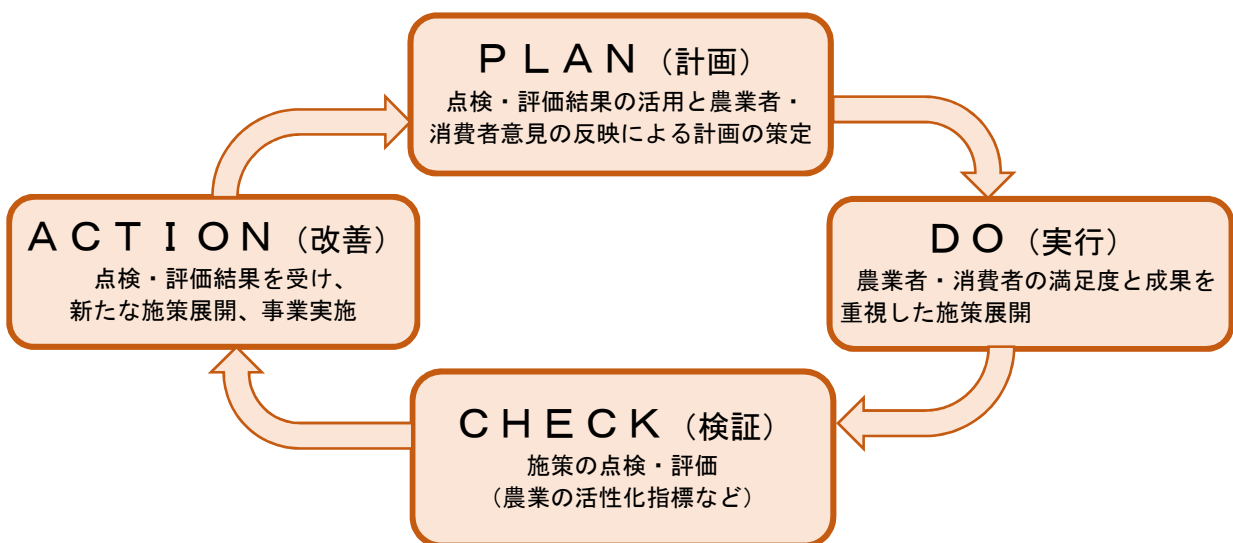 ＰＬＡＮ（計画）
点検・評価結果の活用と農業者・
消費者意見の反映による計画の策定
ＤＯ（実行）
農業者・消費者の満足度と成果を
重視した施策展開
ＣＨＥＣＫ（検証）
施策の点検・評価
（農業の活性化指標など）
ＡＣＴＩＯＮ（改善）
点検・評価結果を受け、
新たな施策展開、事業実施